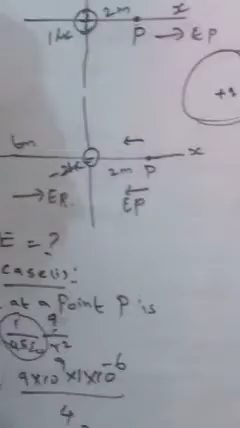 2m x
1μc P → EP
+1
6m ←
x
2m P
→ER. ← EP
E = ?
Case(i):
at a point P is
1/4πε₀ q/r²
9×10⁹×1×10⁻⁶
4